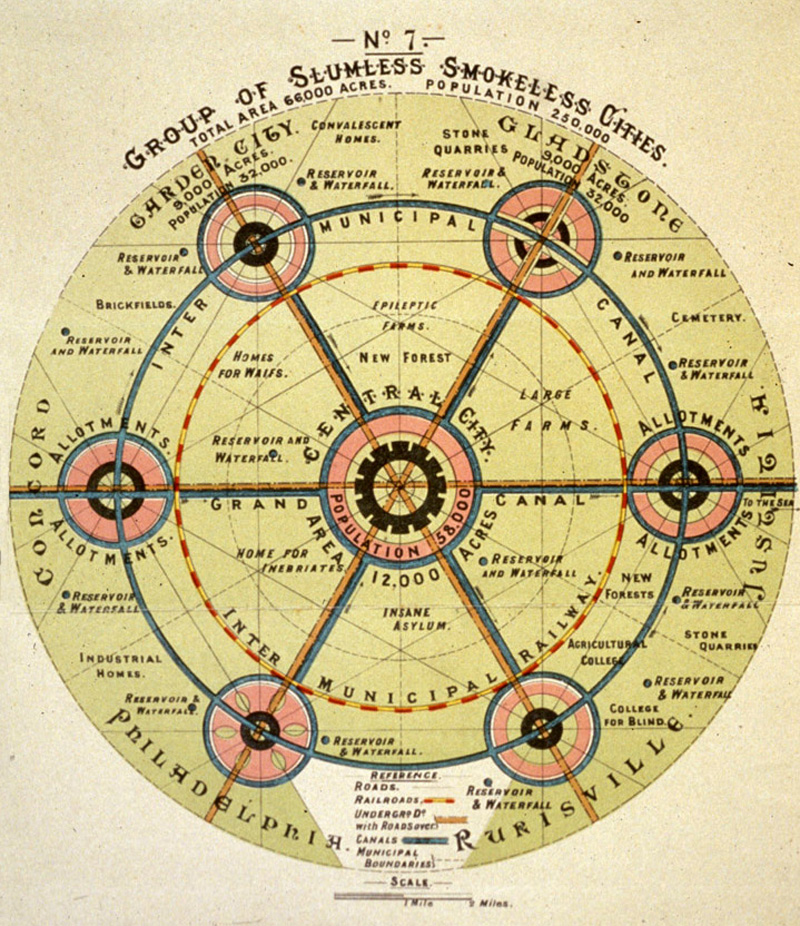 — Nº 7. —
GROUP OF SLUMLESS SMOKELESS CITIES.
TOTAL AREA 66,000 ACRES. POPULATION 250,000
GARDEN CITY.
9,000 ACRES.
POPULATION 32,000.
CONVALESCENT
HOMES.
STONE
QUARRIES
GLADSTONE
9,000 ACRES.
POPULATION 32,000
RESERVOIR
& WATERFALL.
RESERVOIR &
WATERFALL.
RESERVOIR
& WATERFALL
RESERVOIR
AND WATERFALL
INTER MUNICIPAL CANAL
BRICKFIELDS.
CEMETERY.
RESERVOIR
AND WATERFALL
RESERVOIR
& WATERFALL
EPILEPTIC
FARMS.
NEW FOREST
HOMES
FOR WAIFS.
LARGE
FARMS.
CENTRAL CITY.
RESERVOIR AND
WATERFALL.
CONCORD
ALLOTMENTS.
ALLOTMENTS.
ALLOTMENTS
ALLOTMENTS
JUSTITIA
TO THE SEA
GRAND CANAL
POPULATION 58,000
AREA 12,000 ACRES
HOME FOR
INEBRIATES.
RESERVOIR
AND WATERFALL
INSANE
ASYLUM.
INTER MUNICIPAL RAILWAY.
NEW
FORESTS
RESERVOIR
& WATERFALL
RESERVOIR
& WATERFALL
AGRICULTURAL
COLLEGE
STONE
QUARRIES
INDUSTRIAL
HOMES.
RESERVOIR &
WATERFALL.
RESERVOIR
& WATERFALL
COLLEGE
FOR BLIND.
RESERVOIR
& WATERFALL.
RESERVOIR
& WATERFALL
PHILADELPHIA.
RURISVILLE.
REFERENCE.
ROADS.
RAILROADS.
UNDERGRD Dº
WITH ROADS OVER
CANALS
MUNICIPAL
BOUNDARIES
— SCALE. —
1 MILE 2 MILES.